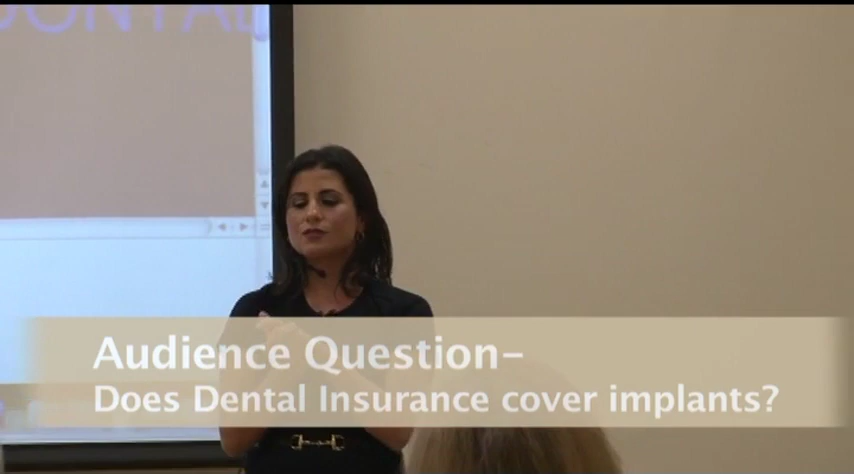 Audience Question-
Does Dental Insurance cover implants?